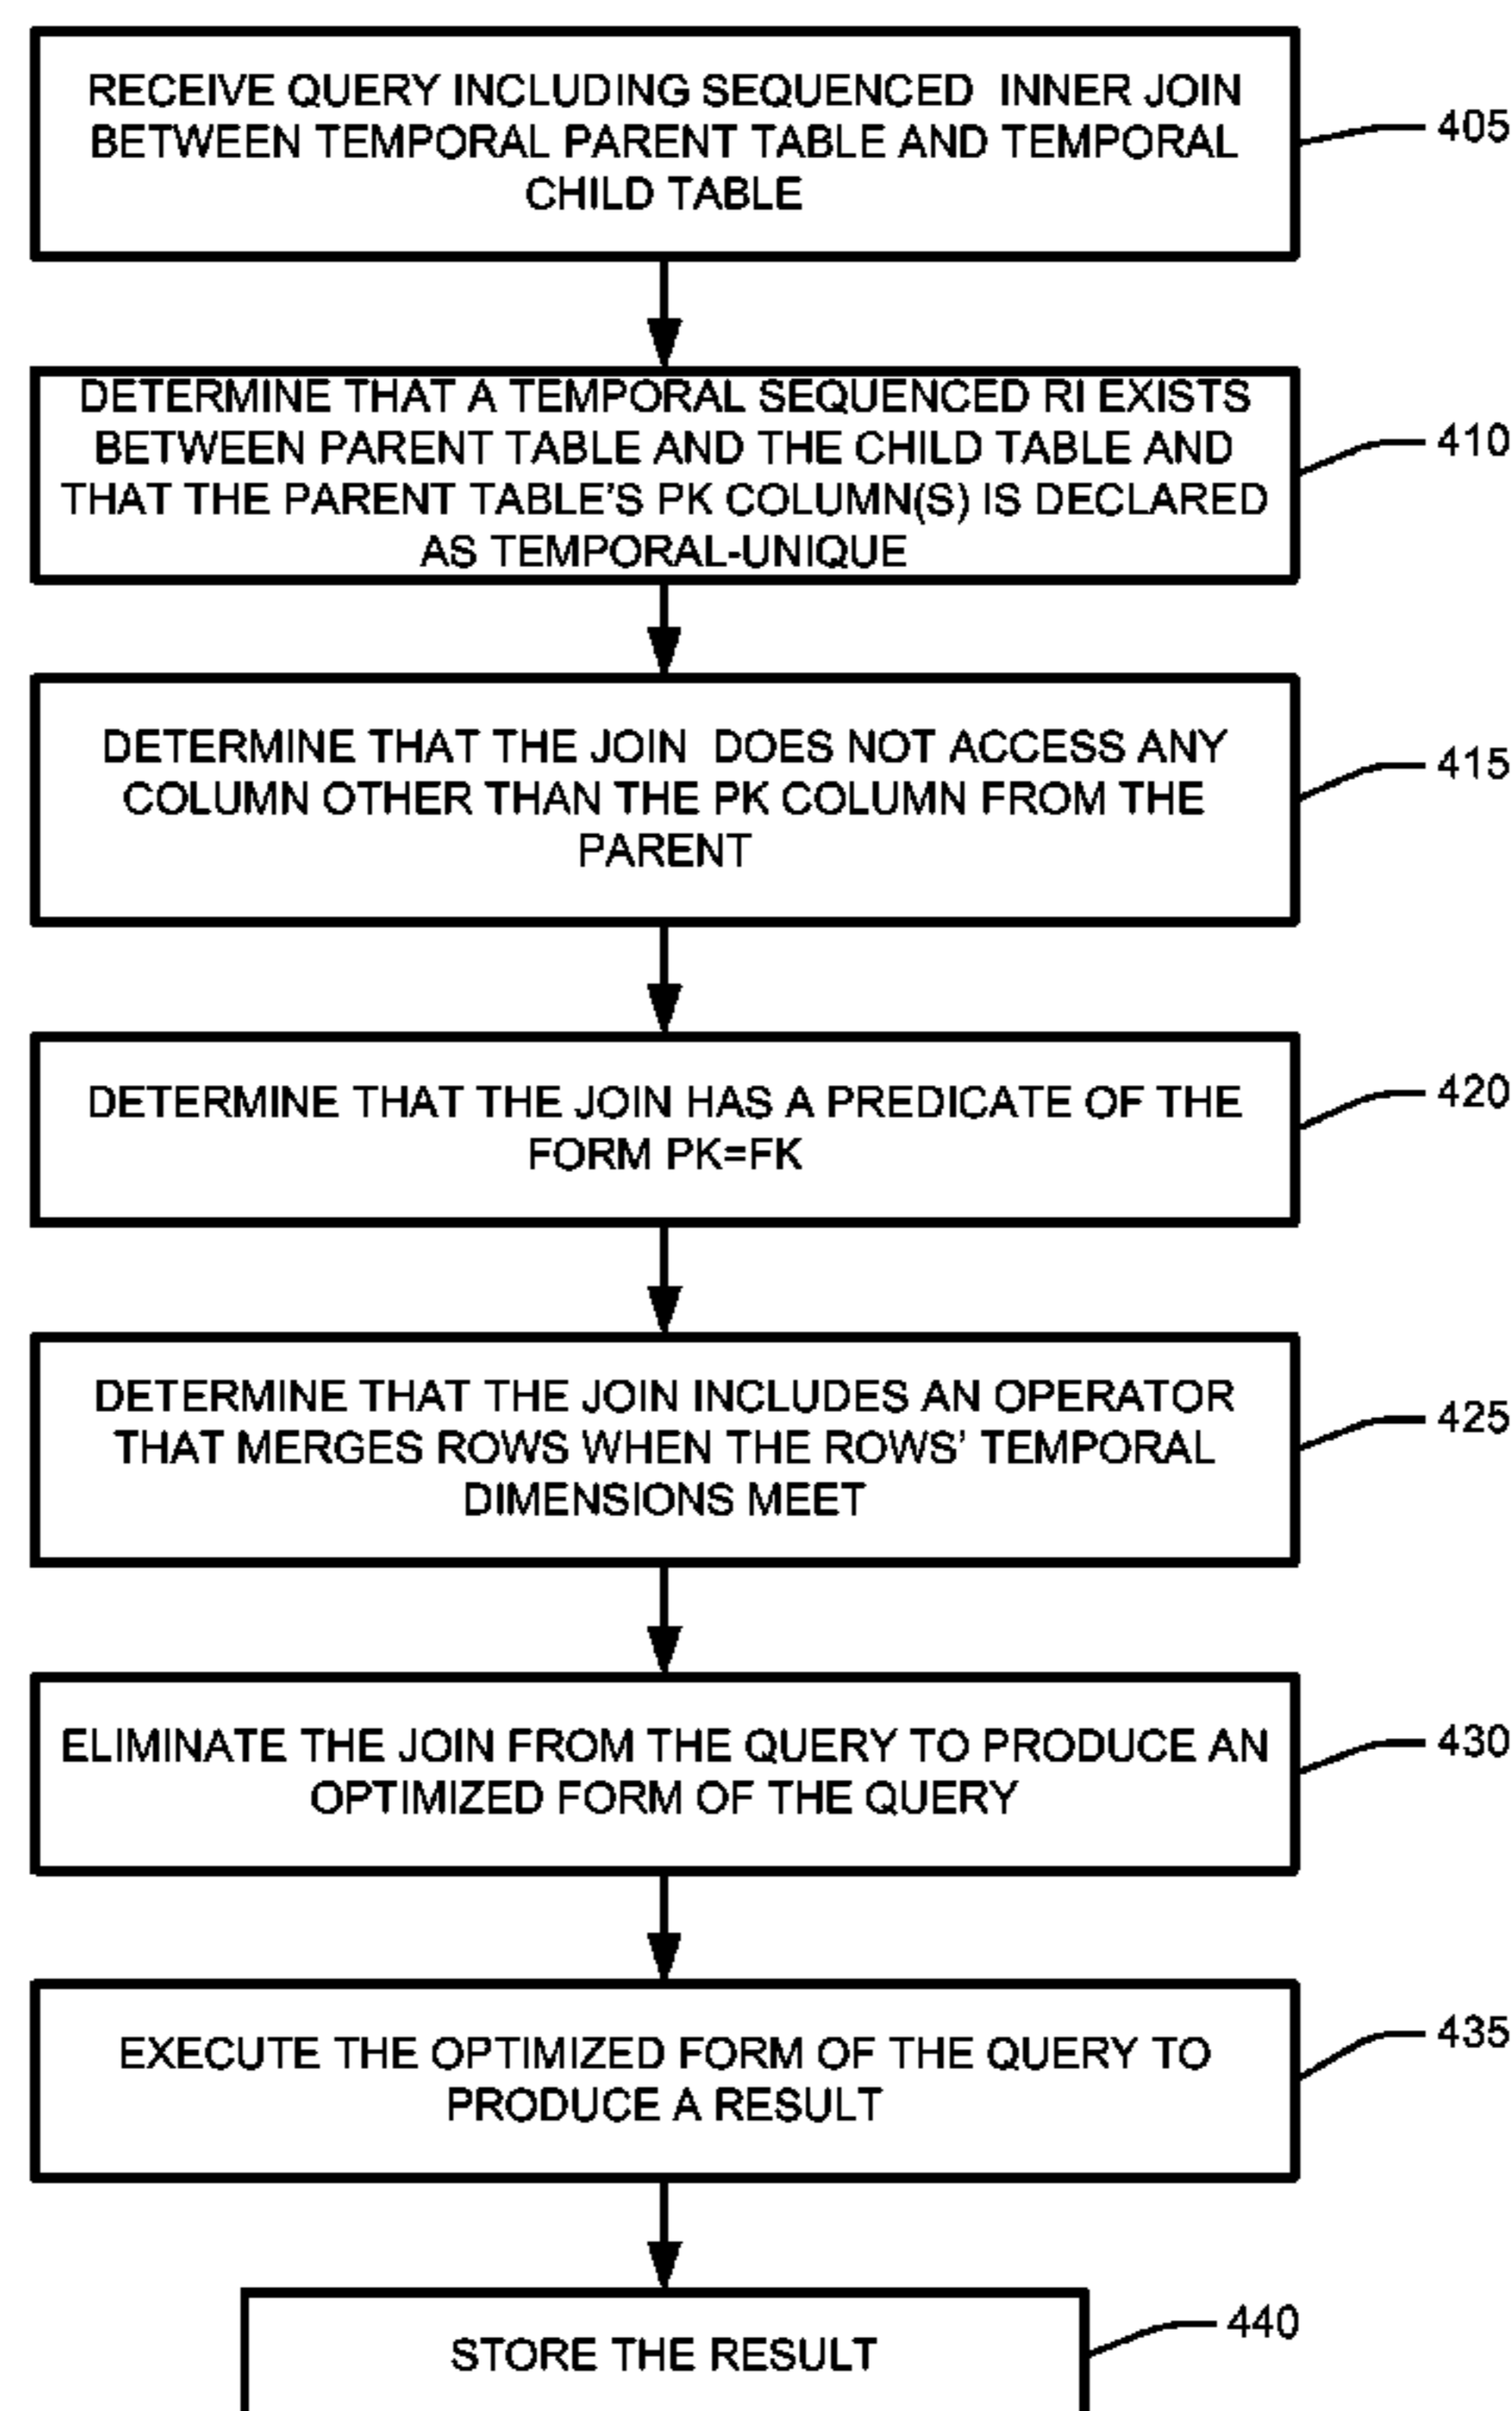 RECEIVE QUERY INCLUDING SEQUENCED INNER JOIN
BETWEEN TEMPORAL PARENT TABLE AND TEMPORAL
CHILD TABLE
405
DETERMINE THAT A TEMPORAL SEQUENCED RI EXISTS
BETWEEN PARENT TABLE AND THE CHILD TABLE AND
THAT THE PARENT TABLE'S PK COLUMN(S) IS DECLARED
AS TEMPORAL-UNIQUE
410
DETERMINE THAT THE JOIN DOES NOT ACCESS ANY
COLUMN OTHER THAN THE PK COLUMN FROM THE
PARENT
415
DETERMINE THAT THE JOIN HAS A PREDICATE OF THE
FORM PK=FK
420
DETERMINE THAT THE JOIN INCLUDES AN OPERATOR
THAT MERGES ROWS WHEN THE ROWS' TEMPORAL
DIMENSIONS MEET
425
ELIMINATE THE JOIN FROM THE QUERY TO PRODUCE AN
OPTIMIZED FORM OF THE QUERY
430
EXECUTE THE OPTIMIZED FORM OF THE QUERY TO
PRODUCE A RESULT
435
STORE THE RESULT
440